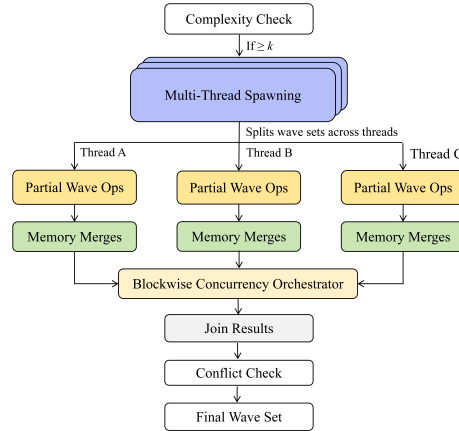 Complexity Check
If ≥ k
Multi-Thread Spawning
Splits wave sets across threads
Thread A
Thread B
Thread C
Partial Wave Ops
Partial Wave Ops
Partial Wave Ops
Memory Merges
Memory Merges
Memory Merges
Blockwise Concurrency Orchestrator
Join Results
Conflict Check
Final Wave Set